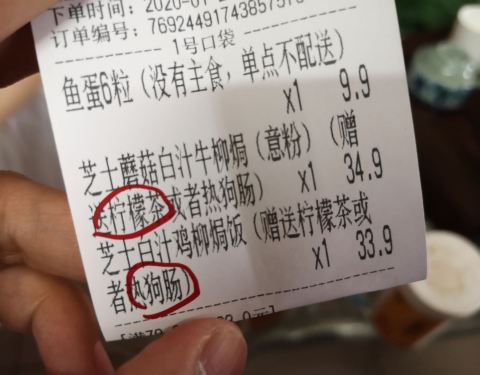 下单时间：2020-01-2
订单编号：7692449174385751
1号口袋
鱼蛋6粒（没有主食，单点不配送）
x1 9.9
芝士蘑菇白汁牛柳焗（意粉）（赠
送柠檬茶或者热狗肠） x1 34.9
芝士白汁鸡柳焗饭（赠送柠檬茶或
者热狗肠） x1 33.9